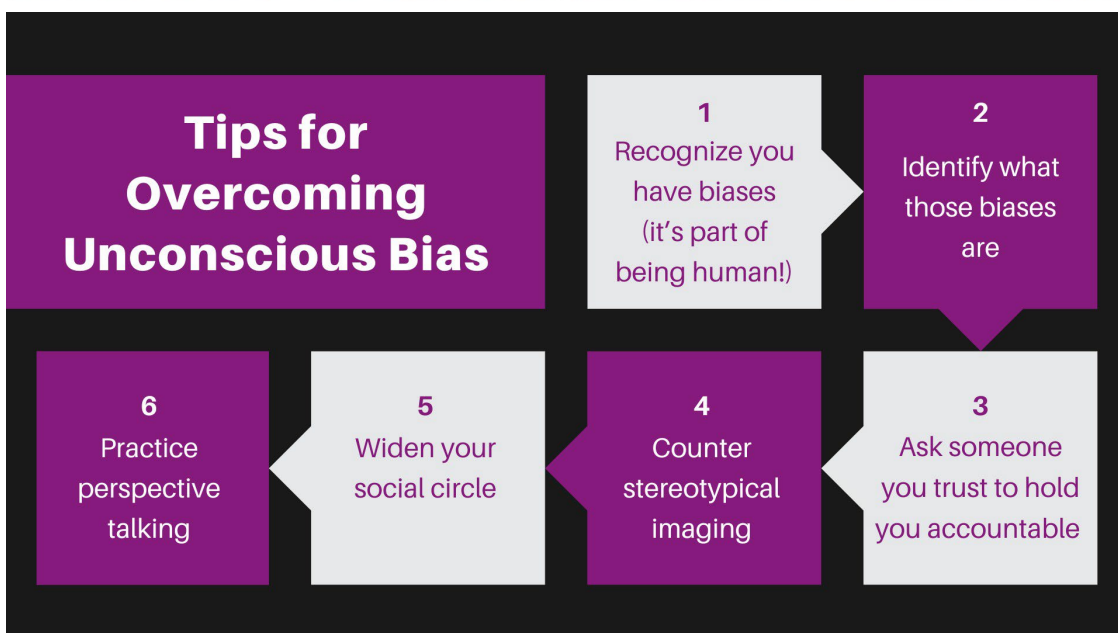 Tips for
Overcoming
Unconscious Bias
1
Recognize you
have biases
(it's part of
being human!)
2
Identify what
those biases
are
3
Ask someone
you trust to hold
you accountable
4
Counter
stereotypical
imaging
5
Widen your
social circle
6
Practice
perspective
talking